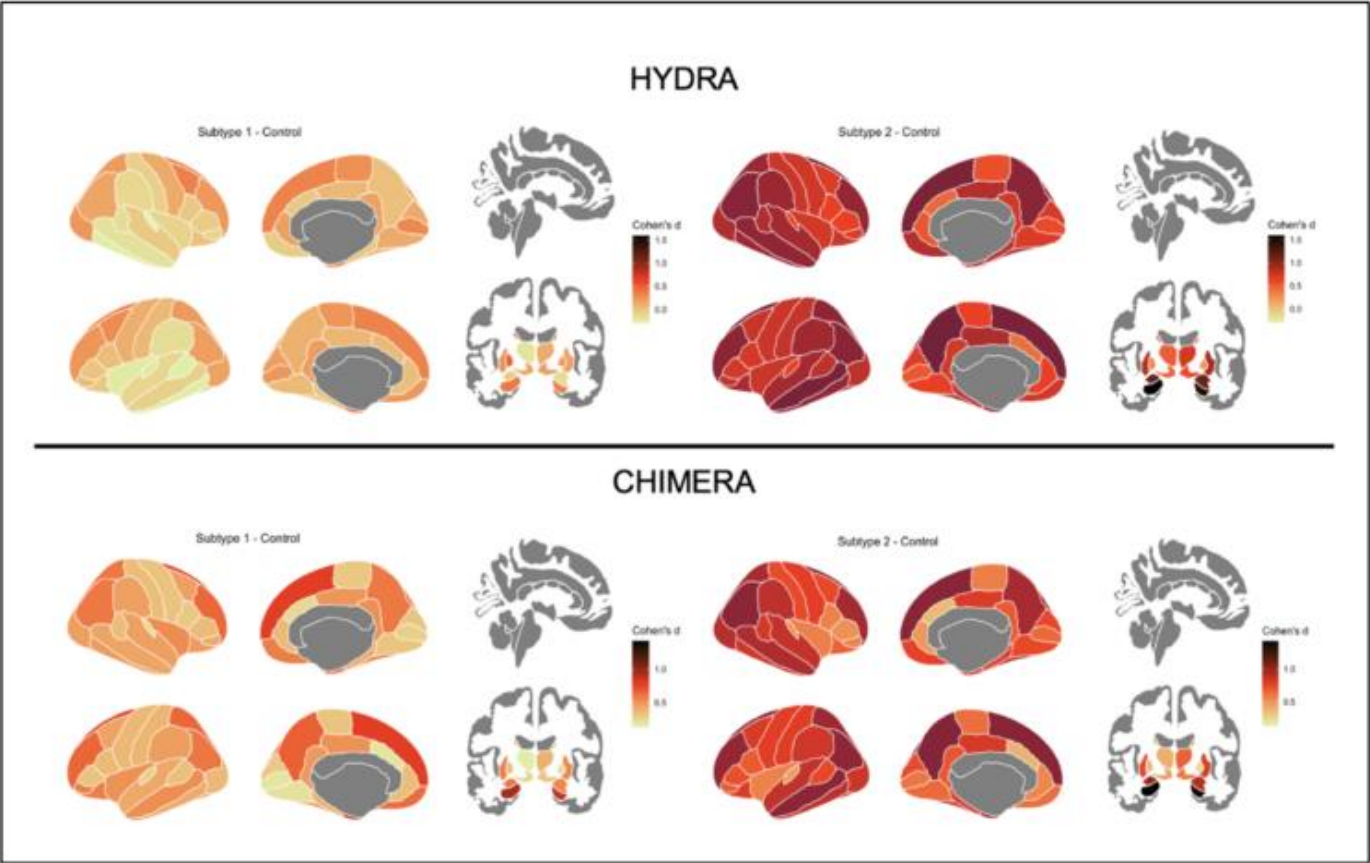 HYDRA
Subtype 1 - Control
Subtype 2 - Control
Cohen's d
1.5
1.0
0.5
0.0
Cohen's d
1.5
1.0
0.5
0.0
CHIMERA
Subtype 1 - Control
Subtype 2 - Control
Cohen's d
1.0
0.5
Cohen's d
1.0
0.5